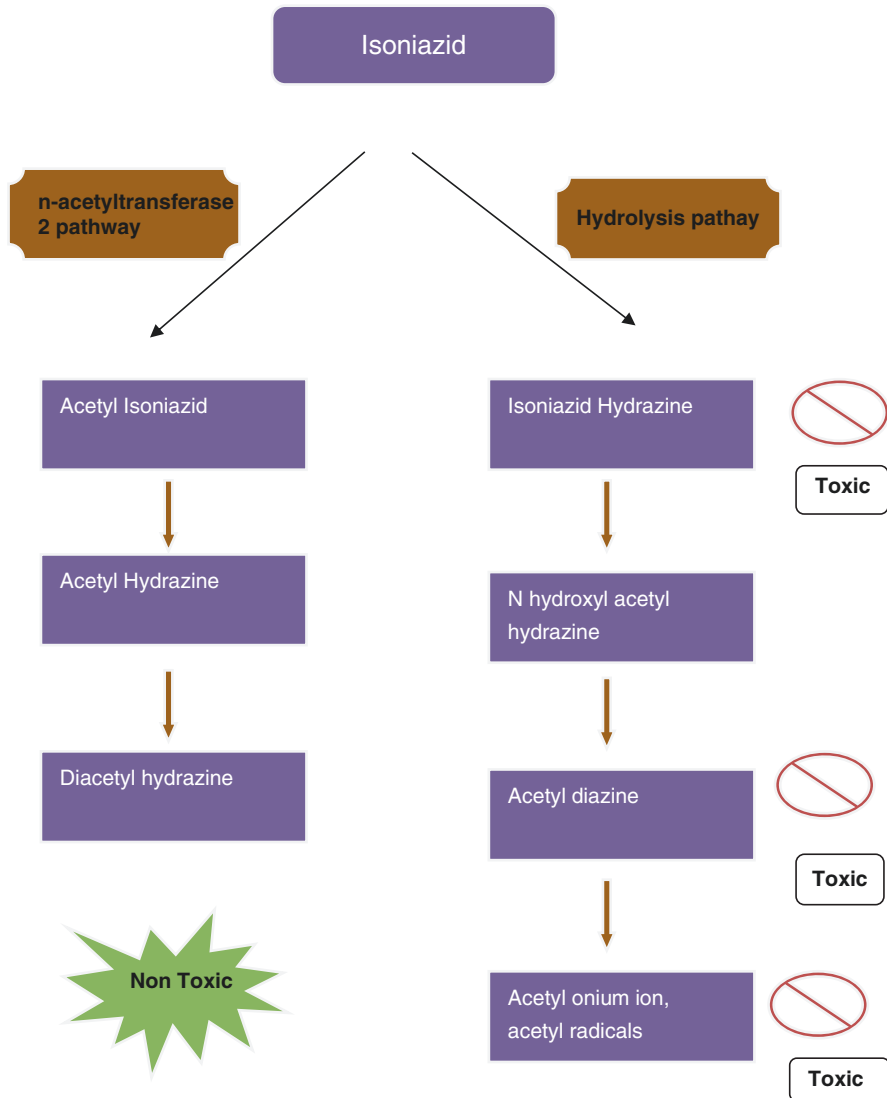 Isoniazid
n-acetyltransferase
2 pathway
Hydrolysis pathay
Acetyl Isoniazid
Isoniazid Hydrazine
Toxic
Acetyl Hydrazine
N hydroxyl acetyl
hydrazine
Diacetyl hydrazine
Acetyl diazine
Toxic
Non Toxic
Acetyl onium ion,
acetyl radicals
Toxic